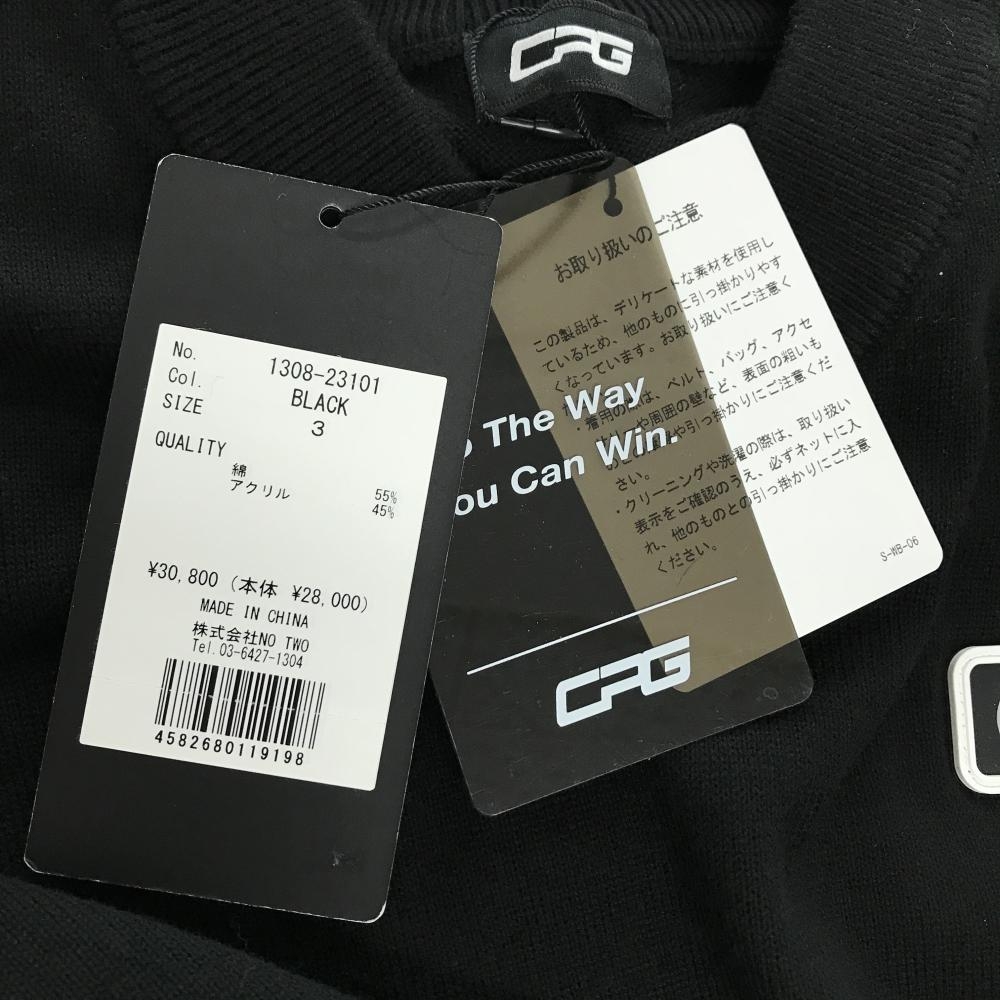 CPG
No. 1308-23101
Col. BLACK
SIZE 3
QUALITY
綿 55%
アクリル 45%
¥30,800 (本体 ¥28,000)
MADE IN CHINA
株式会社NO TWO
Tel.03-6427-1304
4582680119198
The Way
ou Can Win.
CPG
お取り扱いのご注意
この製品は、デリケートな素材を使用し
ているため、他のものに引っ掛かりやす
くなっています。お取り扱いにご注意く
・着用の際は、ベルト、バッグ、アクセ
や周囲の壁など、表面の粗いも
や引っ掛かりにご注意くだ
さい。
・クリーニングや洗濯の際は、取り扱い
表示をご確認のうえ、必ずネットに入
れ、他のものとの引っ掛かりにご注意
ください。
S-WB-06